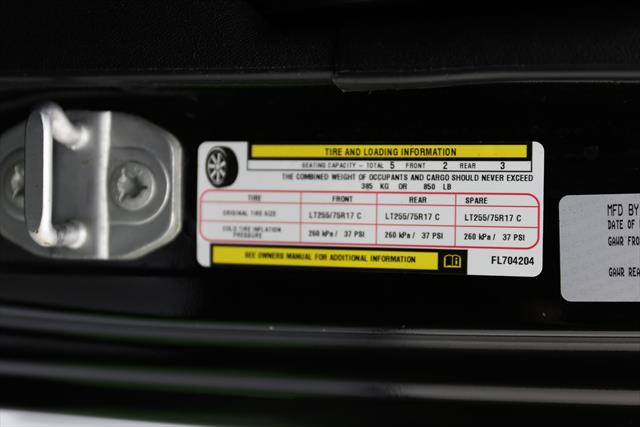 TIRE AND LOADING INFORMATION
SEATING CAPACITY - TOTAL 5 FRONT 2 REAR 3
THE COMBINED WEIGHT OF OCCUPANTS AND CARGO SHOULD NEVER EXCEED
385 KG OR 850 LB
TIRE FRONT REAR SPARE
ORIGINAL TIRE SIZE LT255/75R17 C LT255/75R17 C LT255/75R17 C
COLD TIRE INFLATION
PRESSURE 260 kPa / 37 PSI 260 kPa / 37 PSI 260 kPa / 37 PSI
SEE OWNERS MANUAL FOR ADDITIONAL INFORMATION
FL704204
MFD BY
DATE OF
GAWR FRO
GAWR REA